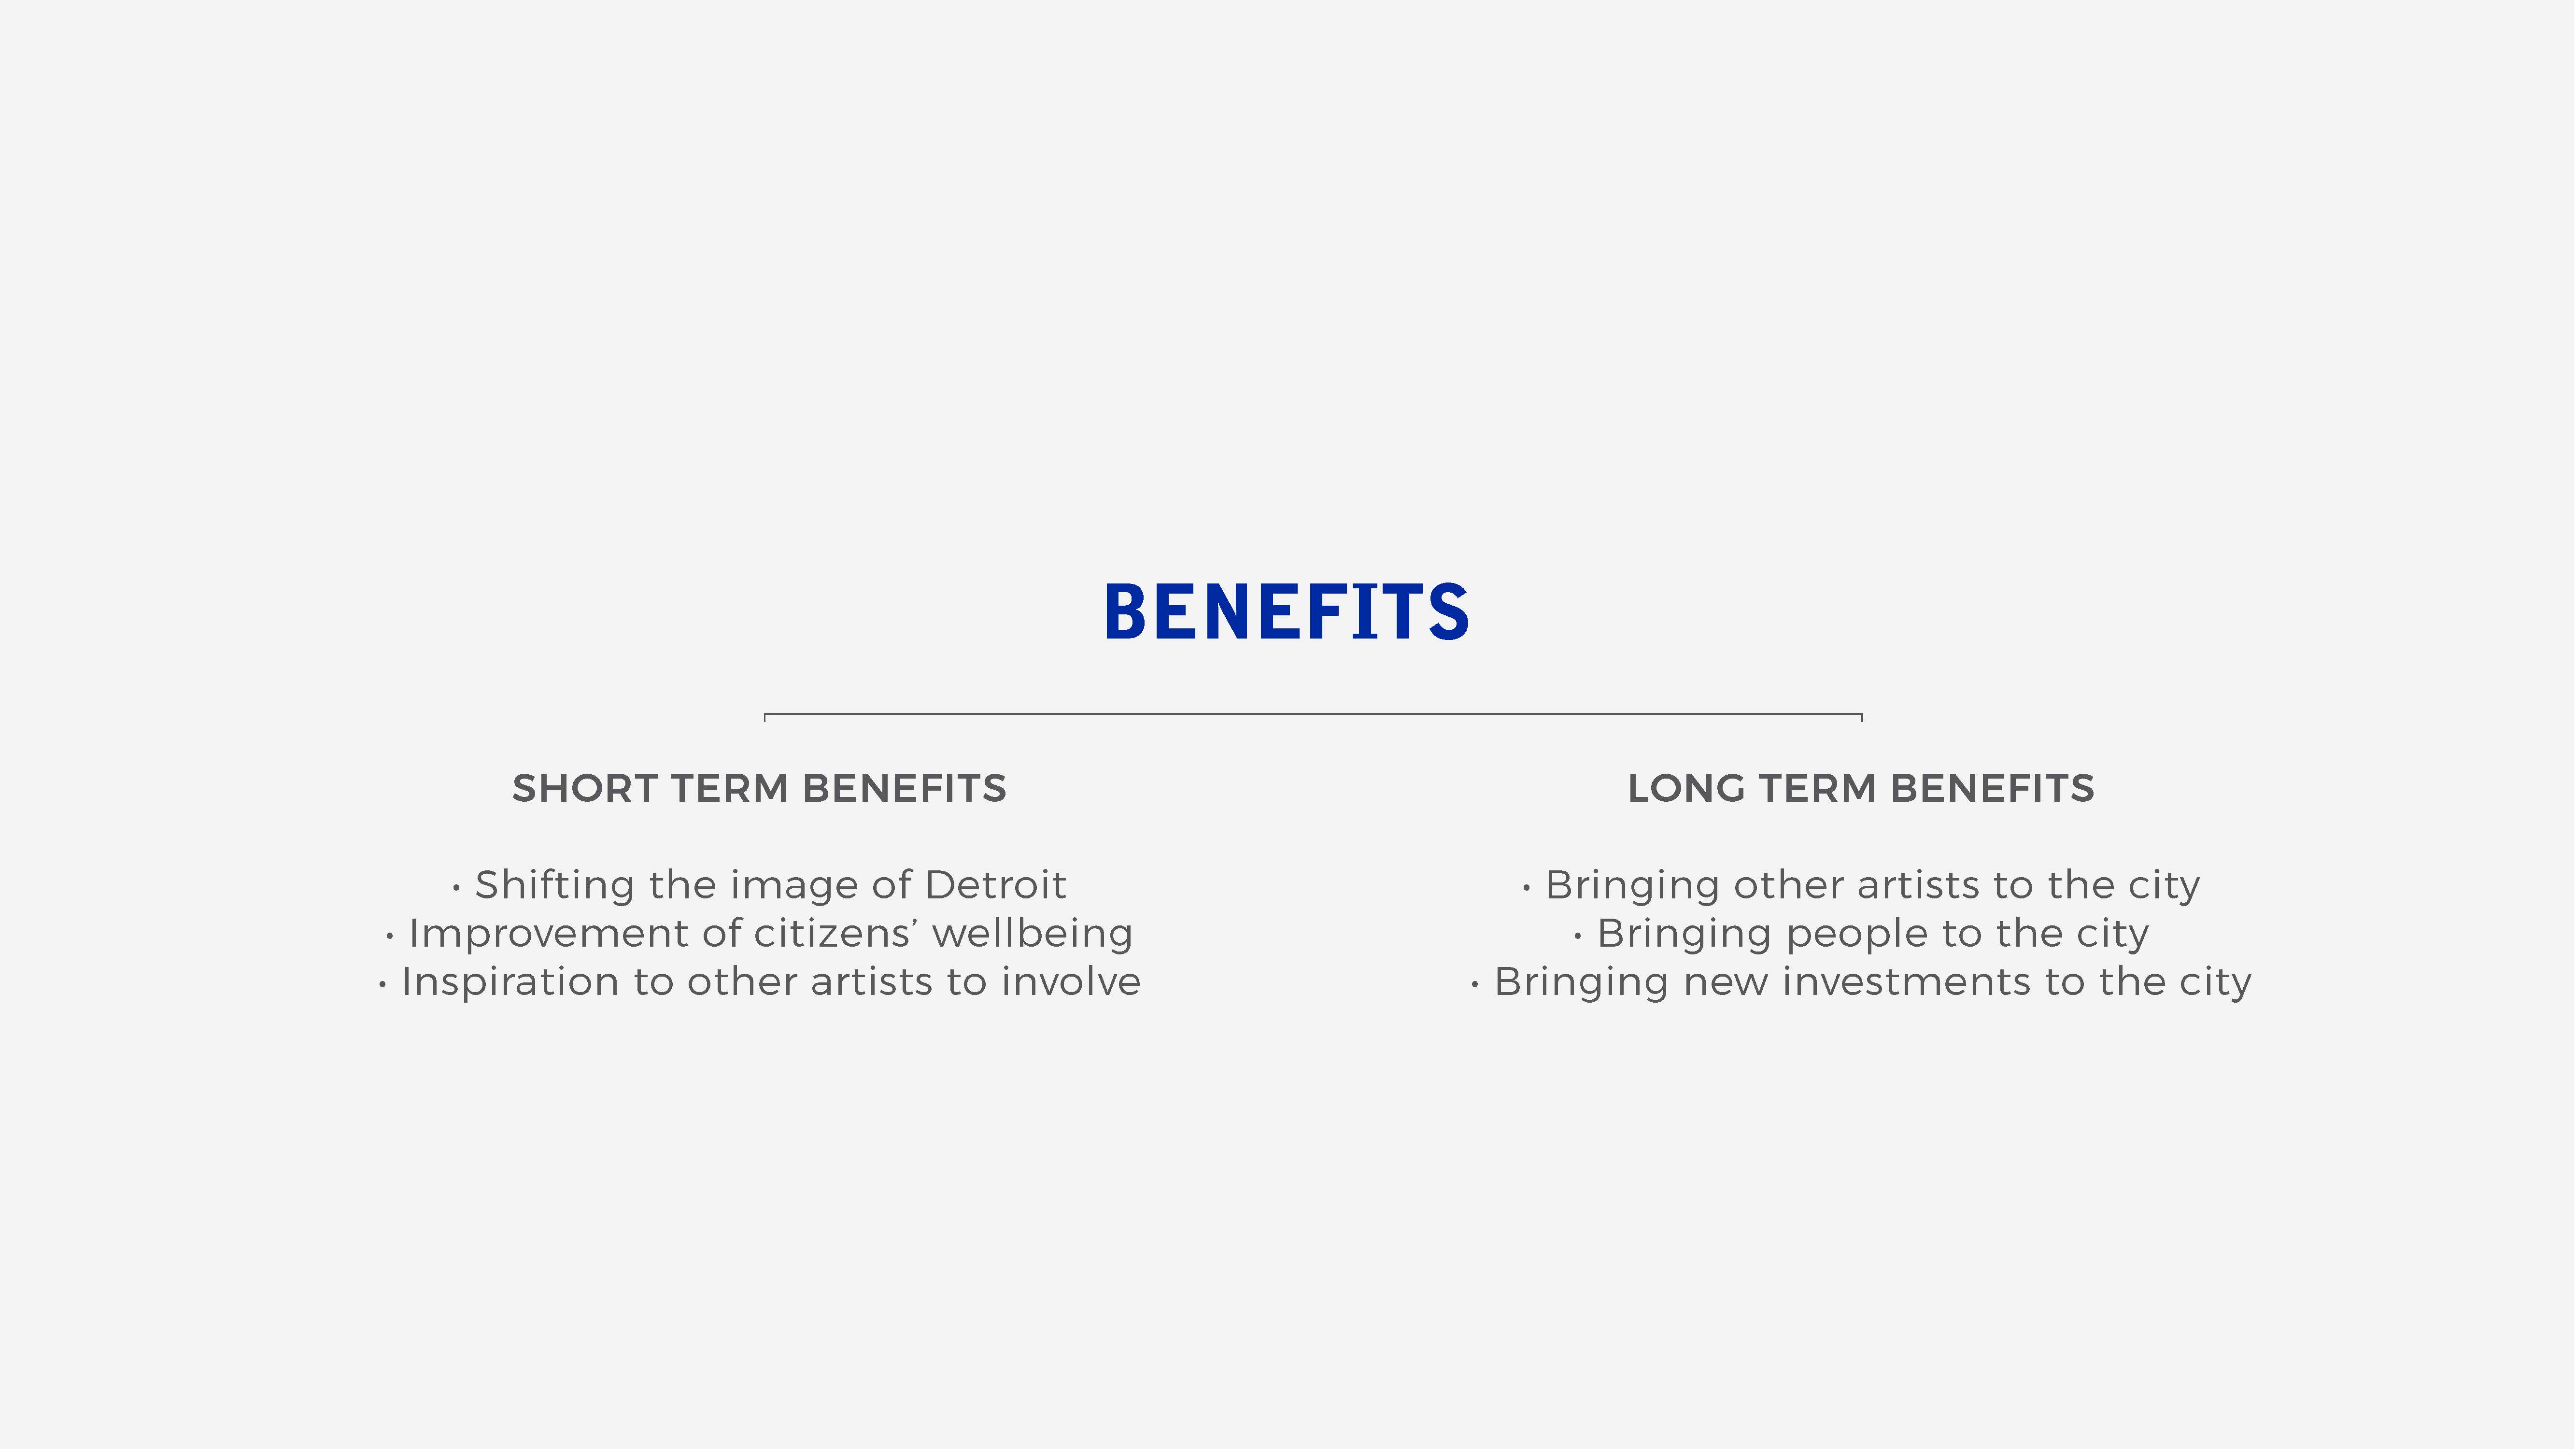 BENEFITS
SHORT TERM BENEFITS
• Shifting the image of Detroit
• Improvement of citizens’ wellbeing
• Inspiration to other artists to involve
LONG TERM BENEFITS
• Bringing other artists to the city
• Bringing people to the city
• Bringing new investments to the city